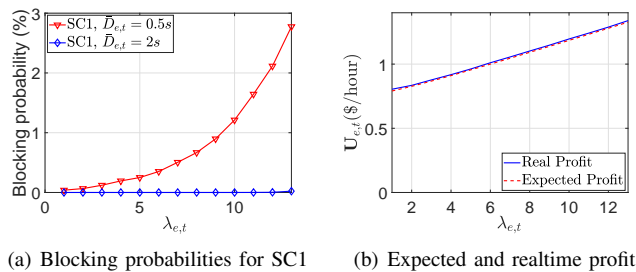 Blocking probability (%)
3
2
1
0
SC1, D̄e,t = 0.5s
SC1, D̄e,t = 2s
0 5 10
λe,t
(a) Blocking probabilities for SC1
Ue,t($/hour)
1
0.5
0
Real Profit
Expected Profit
2 4 6 8 10 12
λe,t
(b) Expected and realtime profit